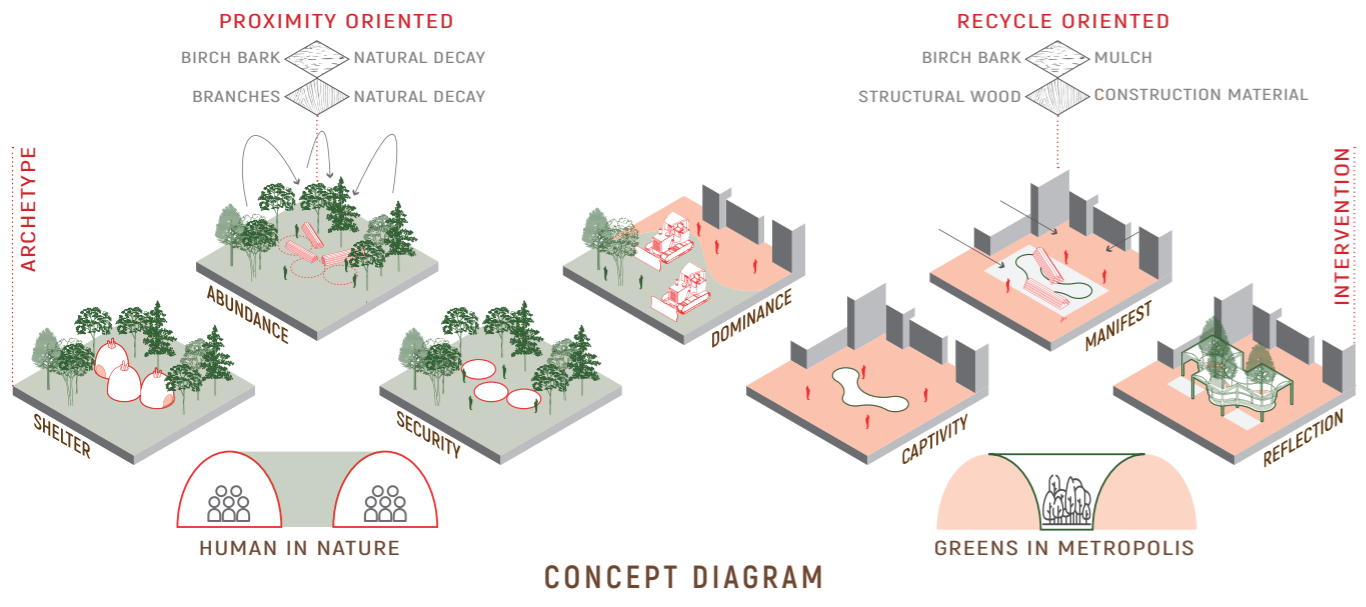 PROXIMITY ORIENTED
BIRCH BARK NATURAL DECAY
BRANCHES NATURAL DECAY
RECYCLE ORIENTED
BIRCH BARK MULCH
STRUCTURAL WOOD CONSTRUCTION MATERIAL
ARCHETYPE
INTERVENTION
SHELTER
ABUNDANCE
SECURITY
DOMINANCE
CAPTIVITY
MANIFEST
REFLECTION
HUMAN IN NATURE
GREENS IN METROPOLIS
CONCEPT DIAGRAM